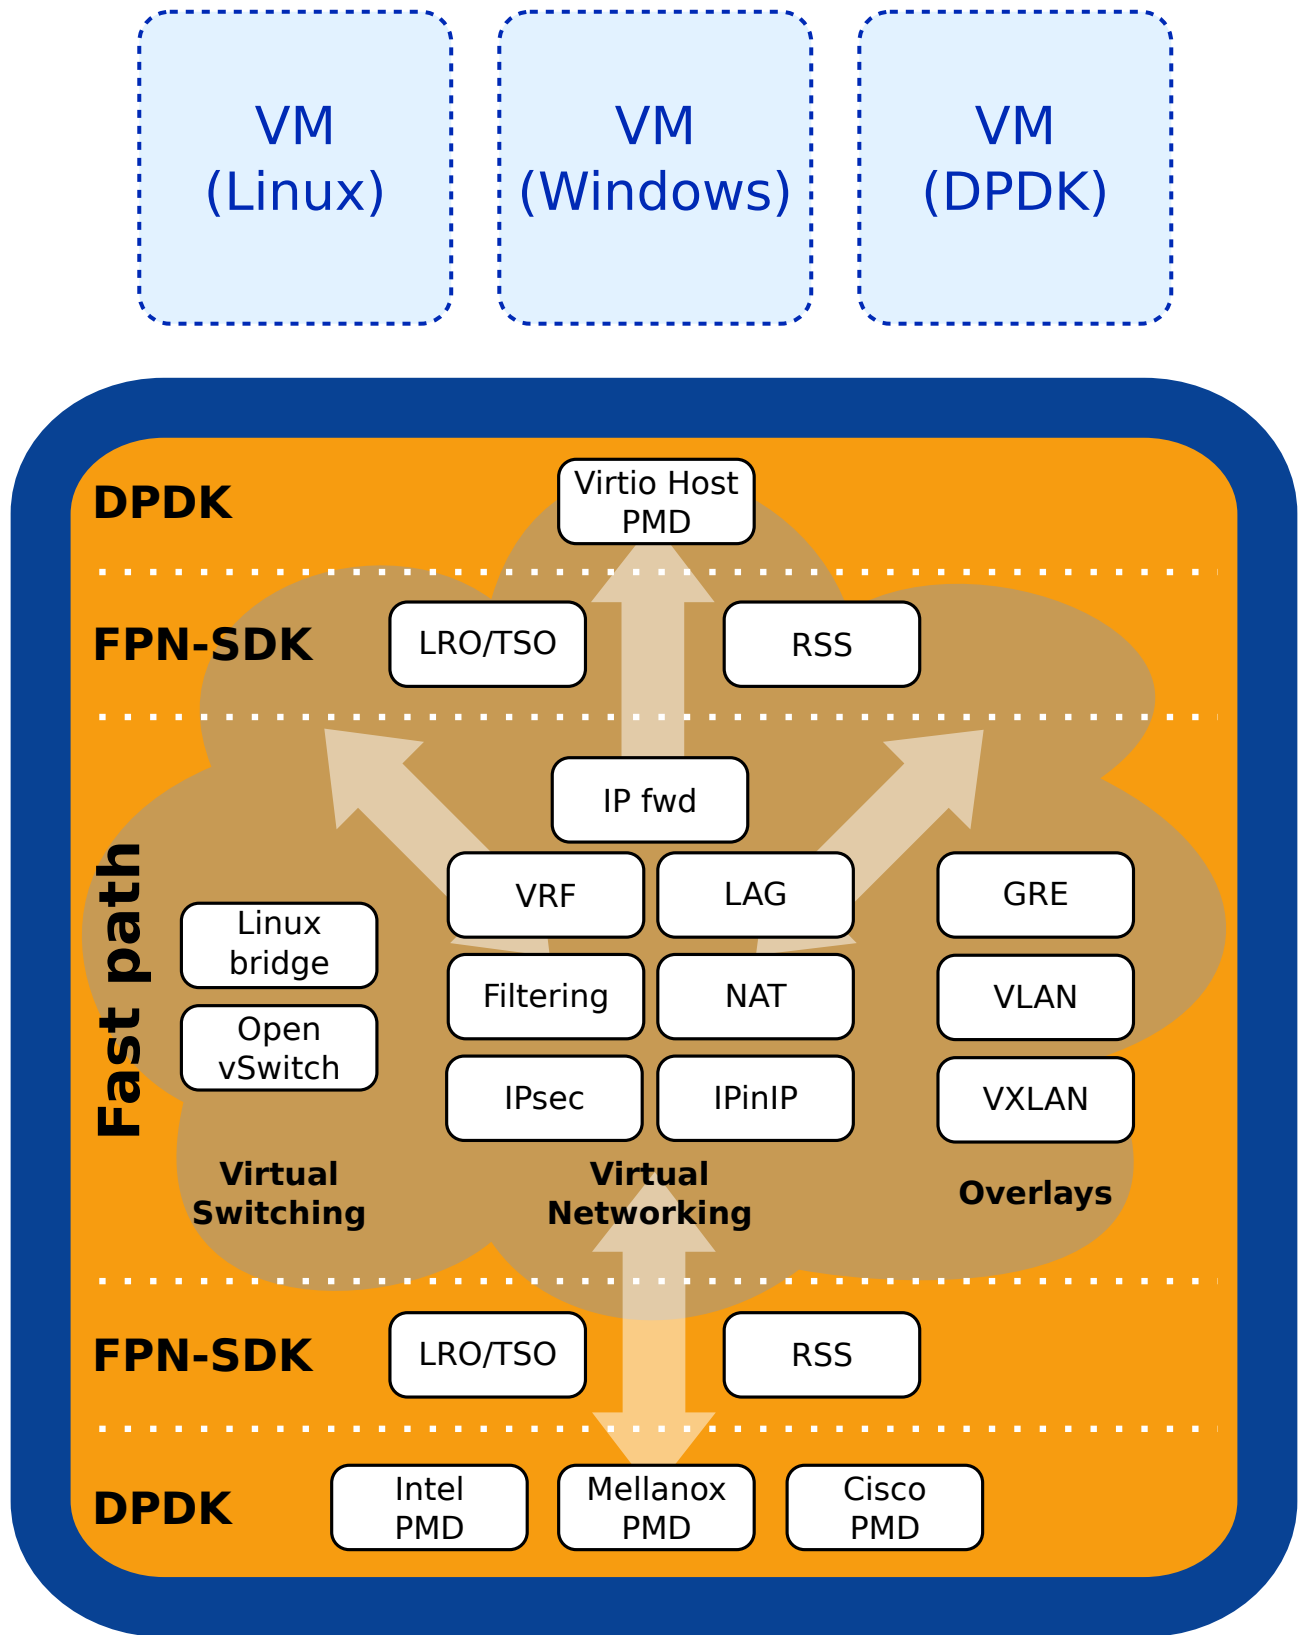 VM
(Linux)
VM
(Windows)
VM
(DPDK)
DPDK
Virtio Host
PMD
FPN-SDK
LRO/TSO
RSS
Fast path
IP fwd
VRF
LAG
GRE
Linux
bridge
Filtering
NAT
VLAN
Open
vSwitch
IPsec
IPinIP
VXLAN
Virtual
Switching
Virtual
Networking
Overlays
FPN-SDK
LRO/TSO
RSS
DPDK
Intel
PMD
Mellanox
PMD
Cisco
PMD